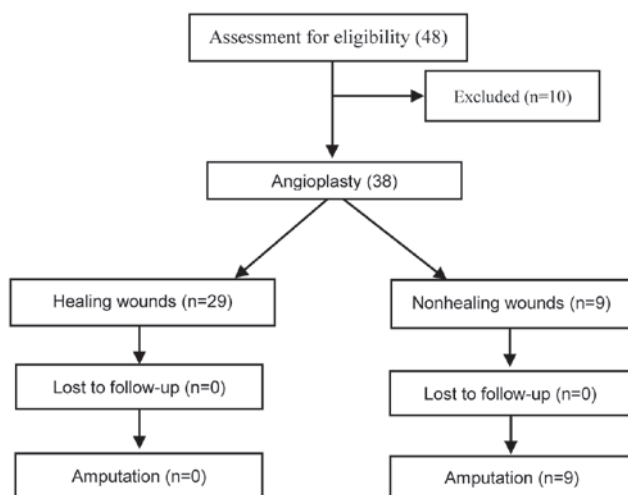 Assessment for eligibility (48)
Excluded (n=10)
Angioplasty (38)
Healing wounds (n=29)
Nonhealing wounds (n=9)
Lost to follow-up (n=0)
Lost to follow-up (n=0)
Amputation (n=0)
Amputation (n=9)